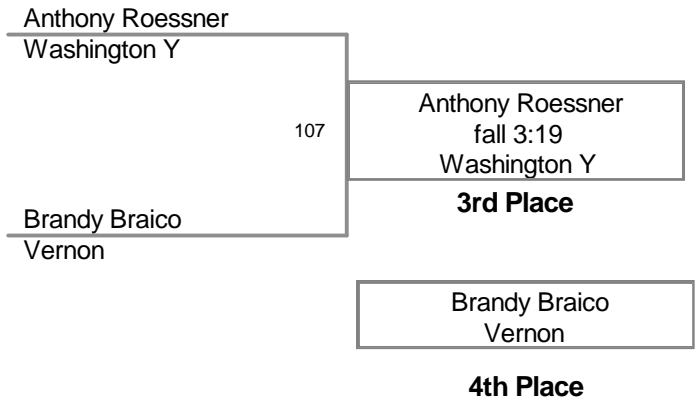 Anthony Roessner
Washington Y
107
Anthony Roessner
fall 3:19
Washington Y
3rd Place
Brandy Braico
Vernon
Brandy Braico
Vernon
4th Place